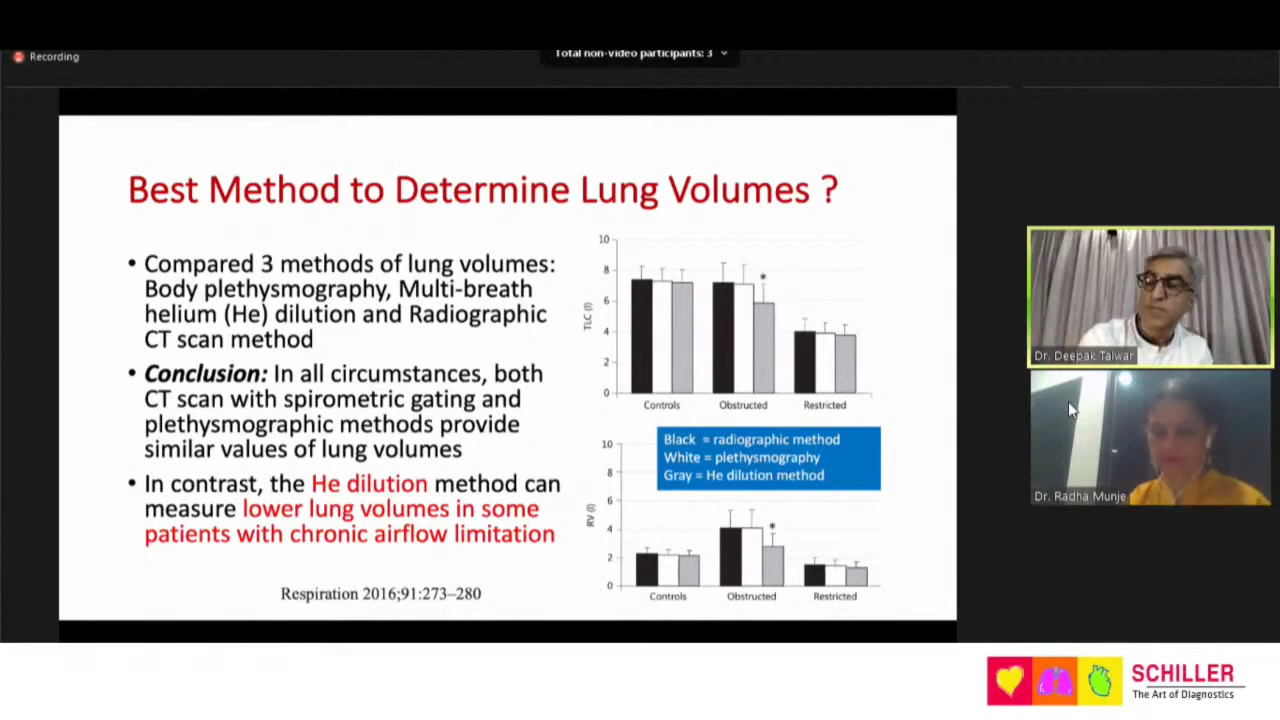 Recording
Total non-video participants: 3
Best Method to Determine Lung Volumes ?
• Compared 3 methods of lung volumes:
Body plethysmography, Multi-breath
helium (He) dilution and Radiographic
CT scan method
• Conclusion: In all circumstances, both
CT scan with spirometric gating and
plethysmographic methods provide
similar values of lung volumes
• In contrast, the He dilution method can
measure lower lung volumes in some
patients with chronic airflow limitation
Respiration 2016;91:273–280
TLC (l)
10
8
6
4
2
0
*
Controls Obstructed Restricted
Black = radiographic method
White = plethysmography
Gray = He dilution method
RV (l)
10
8
6
4
2
0
*
Controls Obstructed Restricted
Dr. Deepak Talwar
Dr. Radha Munje
SCHILLER
The Art of Diagnostics